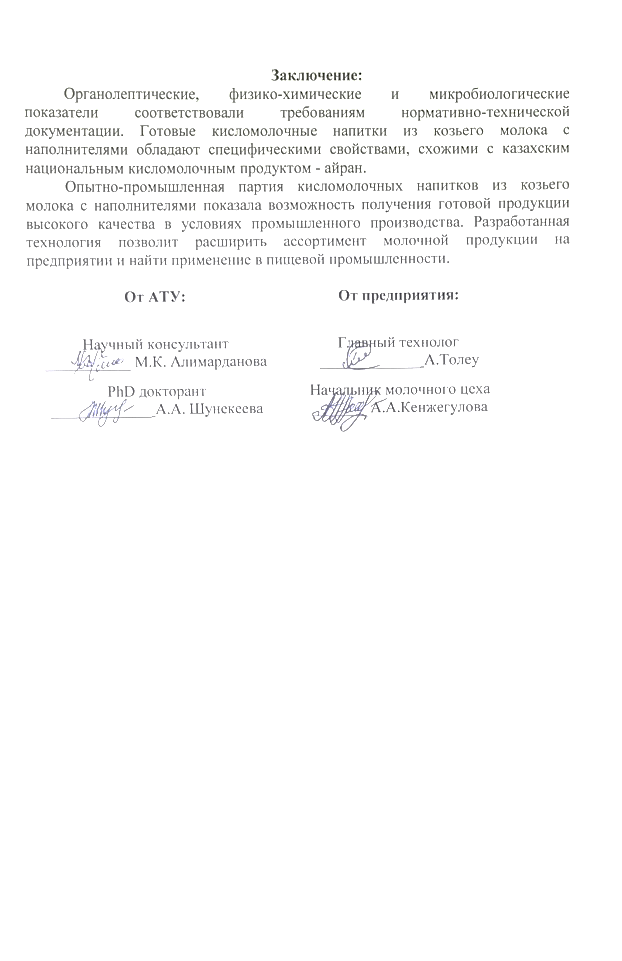 Заключение:
Органолептические, физико-химические и микробиологические
показатели соответствовали требованиям нормативно-технической
документации. Готовые кисломолочные напитки из козьего молока с
наполнителями обладают специфическими свойствами, схожими с казахским
национальным кисломолочным продуктом - айран.
Опытно-промышленная партия кисломолочных напитков из козьего
молока с наполнителями показала возможность получения готовой продукции
высокого качества в условиях промышленного производства. Разработанная
технология позволит расширить ассортимент молочной продукции на
предприятии и найти применение в пищевой промышленности.
От АТУ:
Научный консультант
М.К. Алимарданова
PhD докторант
А.А. Шунекеева
От предприятия:
Главный технолог
А.Толеу
Начальник молочного цеха
А.А.Кенжегулова